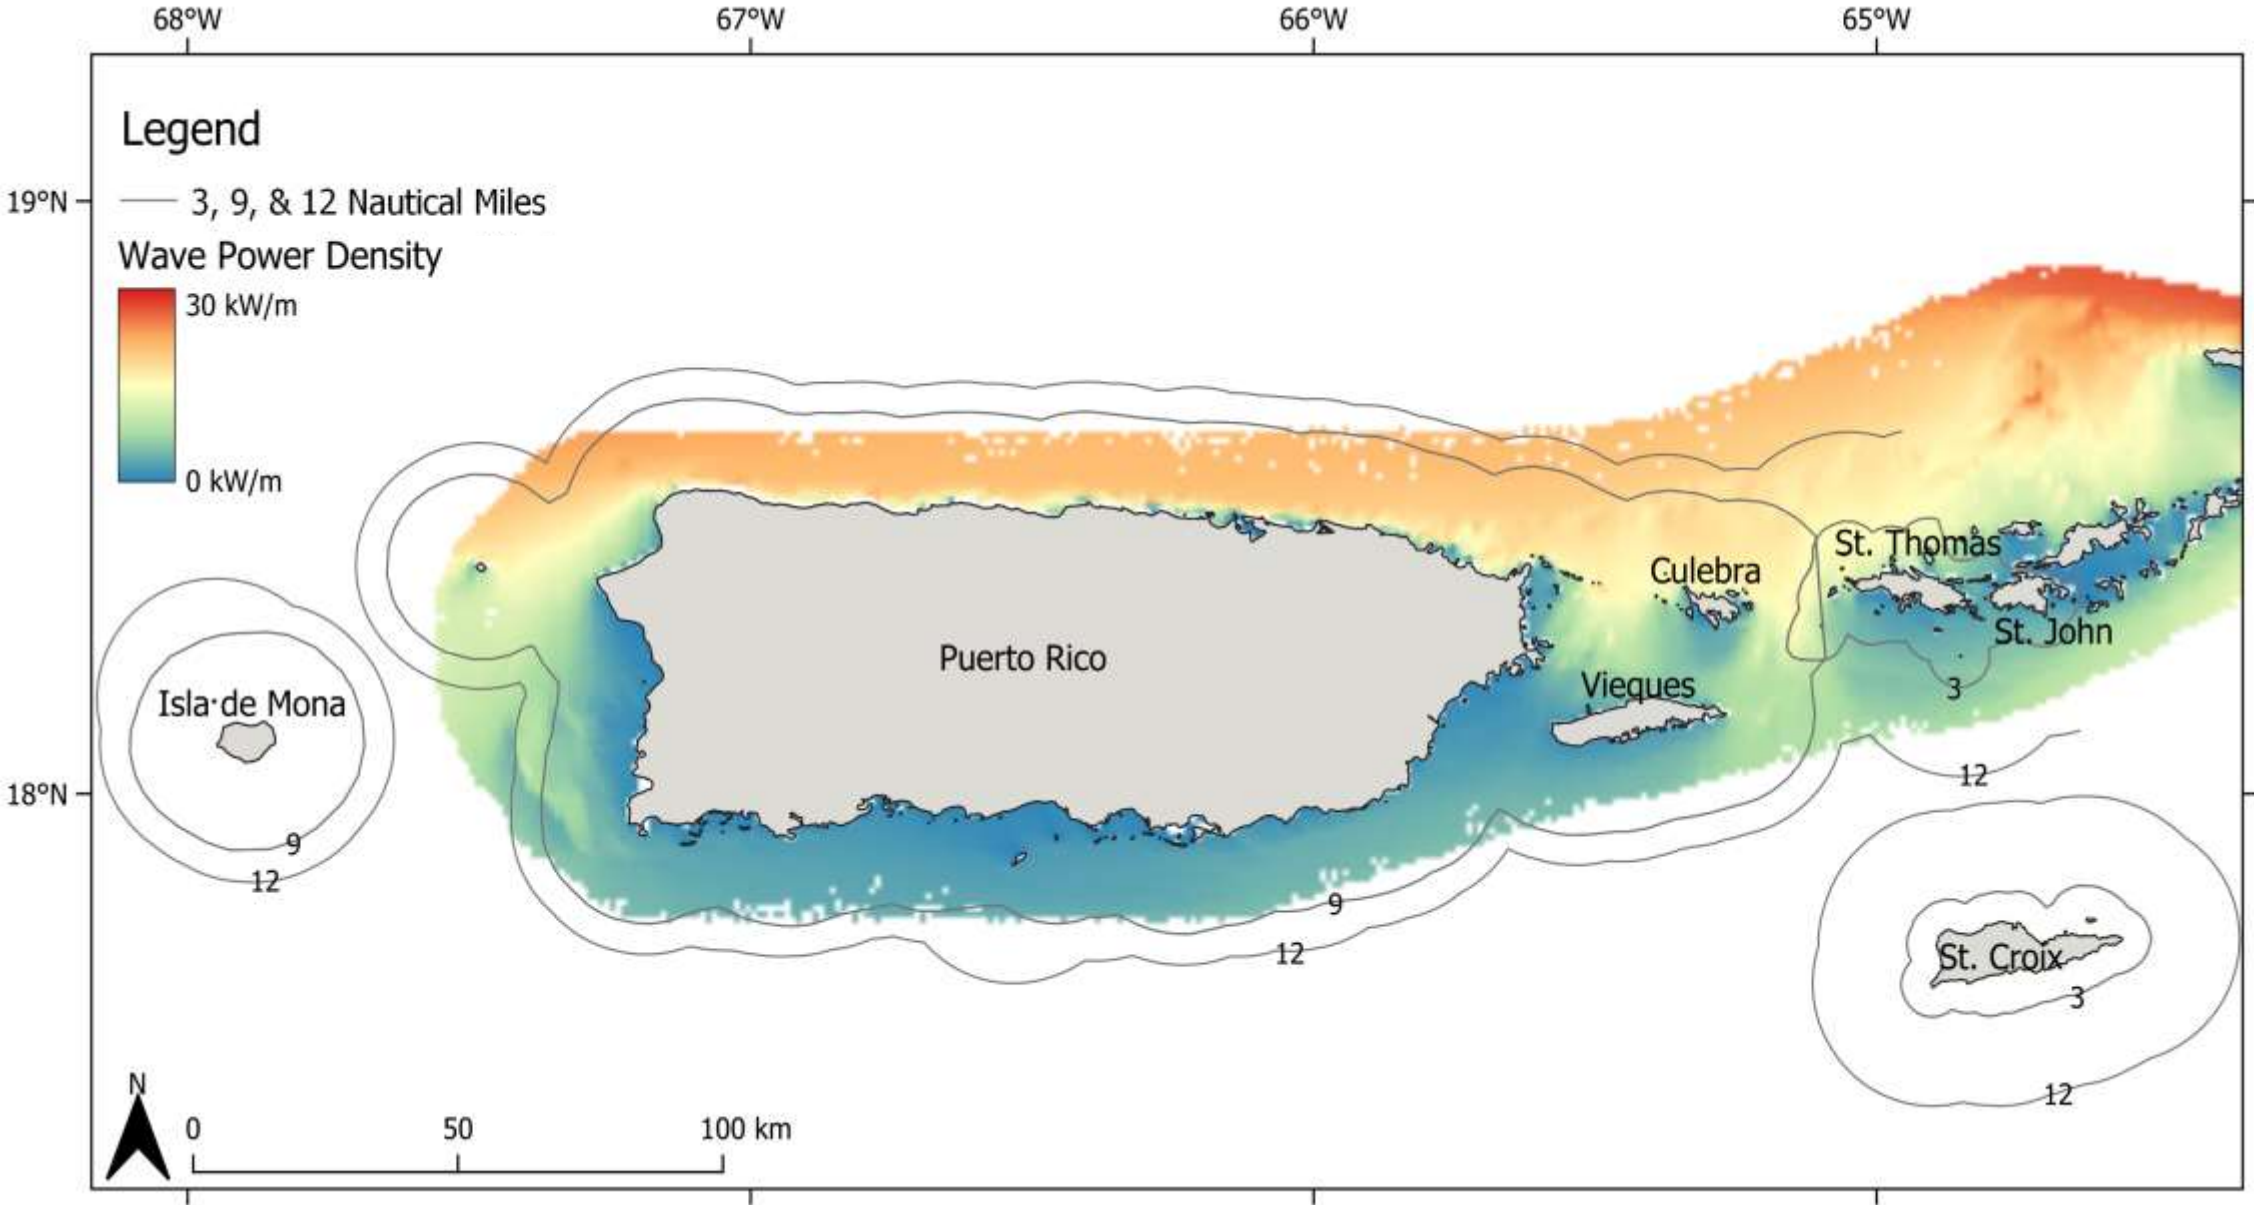 68°W 67°W 66°W 65°W
Legend
3, 9, & 12 Nautical Miles
19°N
Wave Power Density
30 kW/m
0 kW/m
St. Thomas
Culebra
St. John
Puerto Rico
Vieques
3
Isla de Mona
12
18°N
9
12
9
12
St. Croix
3
N
12
0 50 100 km